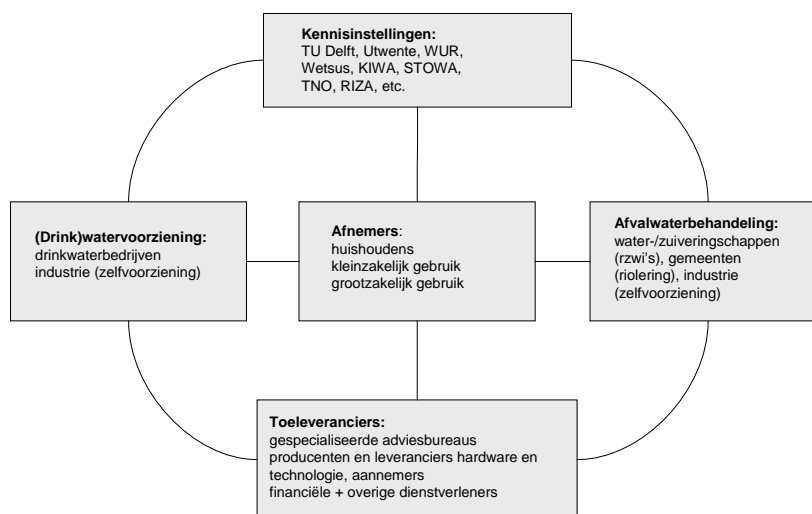 Kennisinstellingen:
TU Delft, Utwente, WUR,
Wetsus, KIWA, STOWA,
TNO, RIZA, etc.
(Drink)watervoorziening:
drinkwaterbedrijven
industrie (zelfvoorziening)
Afnemers:
huishoudens
kleinzakelijk gebruik
grootzakelijk gebruik
Afvalwaterbehandeling:
water-/zuiveringschappen
(rzwi's), gemeenten
(riolering), industrie
(zelfvoorziening)
Toeleveranciers:
gespecialiseerde adviesbureaus
producenten en leveranciers hardware en
technologie, aannemers
financiële + overige dienstverleners